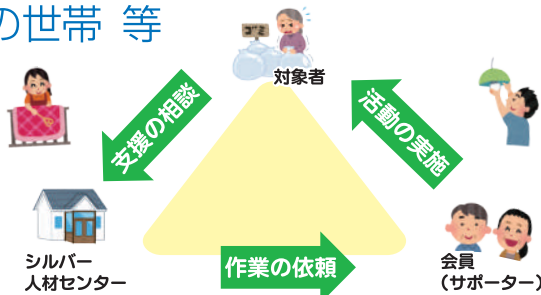 の世帯 等
ゴミ
対象者
支援の相談
活動の実施
シルバー
人材センター
作業の依頼
会員
(サポーター)